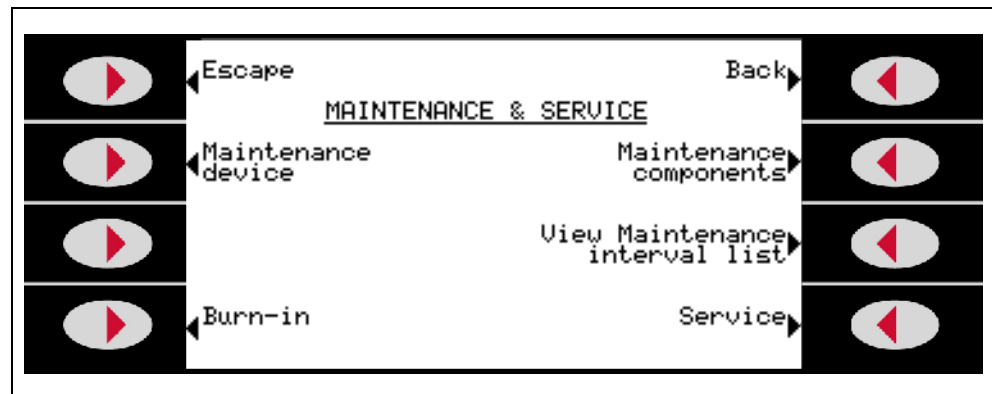 Escape
Back
MAINTENANCE & SERVICE
Maintenance
device
Maintenance
components
View Maintenance
interval list
Burn-in
Service